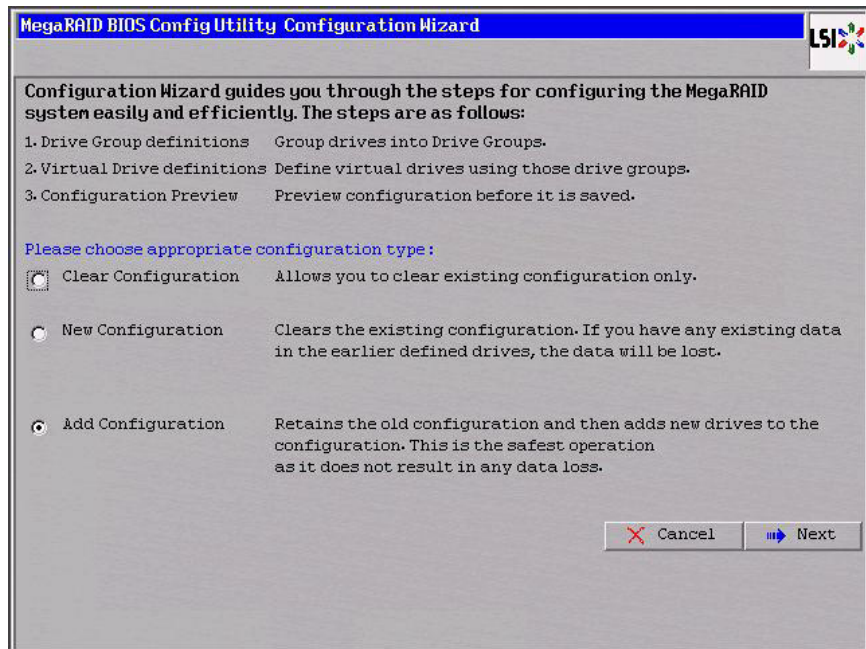 MegaRAID BIOS Config Utility Configuration Wizard
LSI
Configuration Wizard guides you through the steps for configuring the MegaRAID
system easily and efficiently. The steps are as follows:
1. Drive Group definitions Group drives into Drive Groups.
2. Virtual Drive definitions Define virtual drives using those drive groups.
3. Configuration Preview Preview configuration before it is saved.
Please choose appropriate configuration type:
Clear Configuration Allows you to clear existing configuration only.
New Configuration Clears the existing configuration. If you have any existing data
in the earlier defined drives, the data will be lost.
Add Configuration Retains the old configuration and then adds new drives to the
configuration. This is the safest operation
as it does not result in any data loss.
Cancel Next